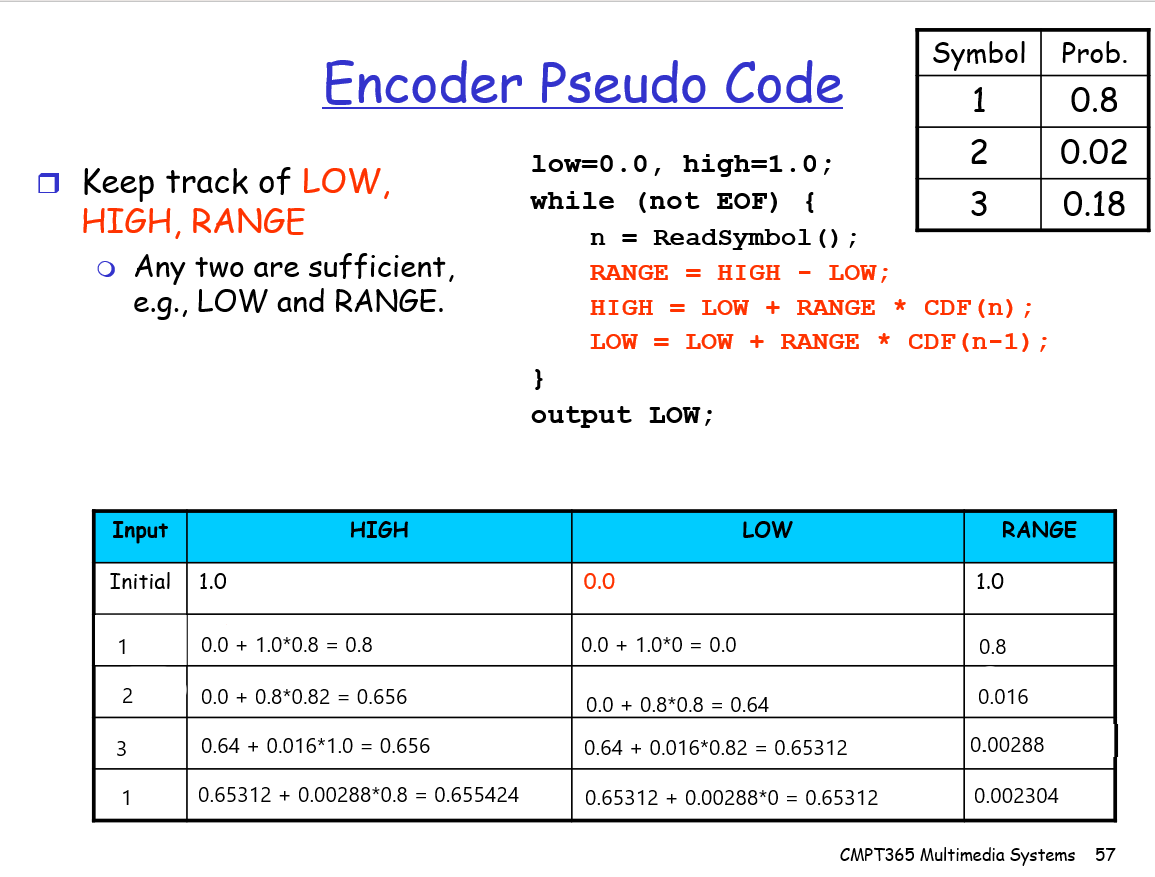 Encoder Pseudo Code
Symbol Prob.
1 0.8
2 0.02
3 0.18
Keep track of LOW,
HIGH, RANGE
Any two are sufficient,
e.g., LOW and RANGE.
low=0.0, high=1.0;
while (not EOF) {
n = ReadSymbol();
RANGE = HIGH - LOW;
HIGH = LOW + RANGE * CDF(n);
LOW = LOW + RANGE * CDF(n-1);
}
output LOW;
Input HIGH LOW RANGE
Initial 1.0 0.0 1.0
1 0.0 + 1.0*0.8 = 0.8 0.0 + 1.0*0 = 0.0 0.8
2 0.0 + 0.8*0.82 = 0.656 0.0 + 0.8*0.8 = 0.64 0.016
3 0.64 + 0.016*1.0 = 0.656 0.64 + 0.016*0.82 = 0.65312 0.00288
1 0.65312 + 0.00288*0.8 = 0.655424 0.65312 + 0.00288*0 = 0.65312 0.002304
CMPT365 Multimedia Systems 57